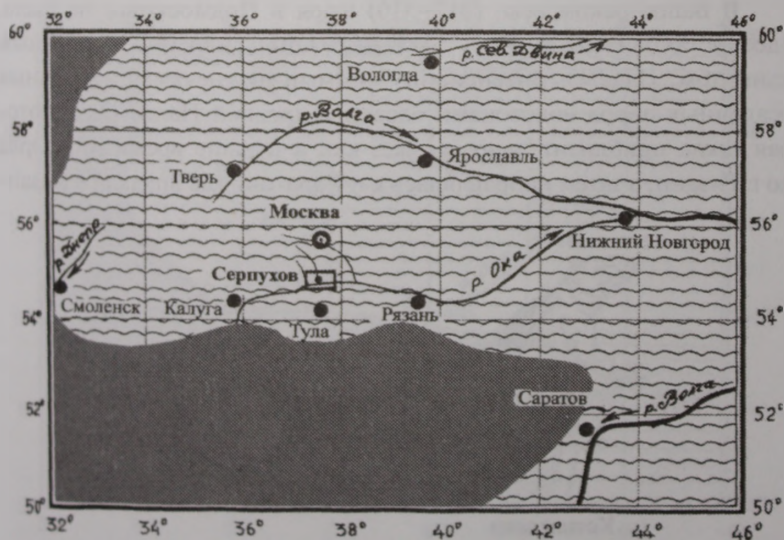 32° 34° 36° 38° 40° 42° 44° 46°
60° 60°
р. Сев. Двина
Вологда
р. Волга
58° 58°
Ярославль
Тверь
Москва
56° 56°
Нижний Новгород
р. Днепр
р. Ока
Серпухов
Смоленск Калуга Рязань
54° 54°
Тула
Саратов р. Волга
52° 52°
50° 50°
32° 34° 36° 38° 40° 42° 44° 46°